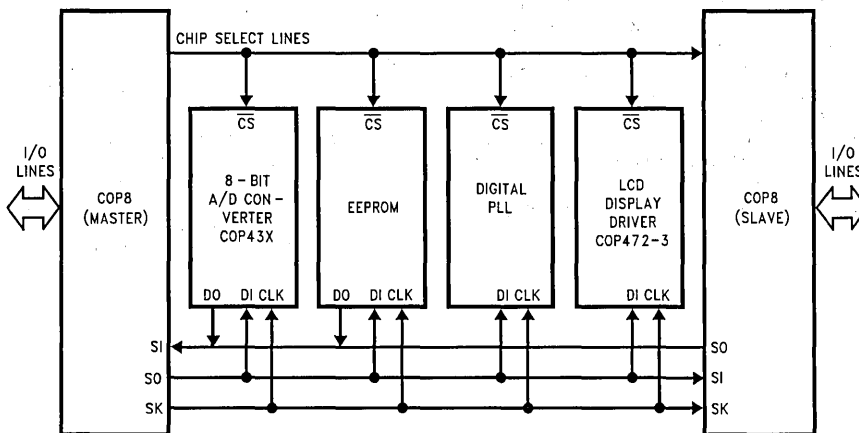 CHIP SELECT LINES
I/O
LINES
COP8
(MASTER)
SI
SO
SK
CS
8-BIT
A/D CON-
VERTER
COP43X
DO DI CLK
CS
EEPROM
DO DI CLK
CS
DIGITAL
PLL
DI CLK
CS
LCD
DISPLAY
DRIVER
COP472-3
DI CLK
COP8
(SLAVE)
SO
SI
SK
I/O
LINES